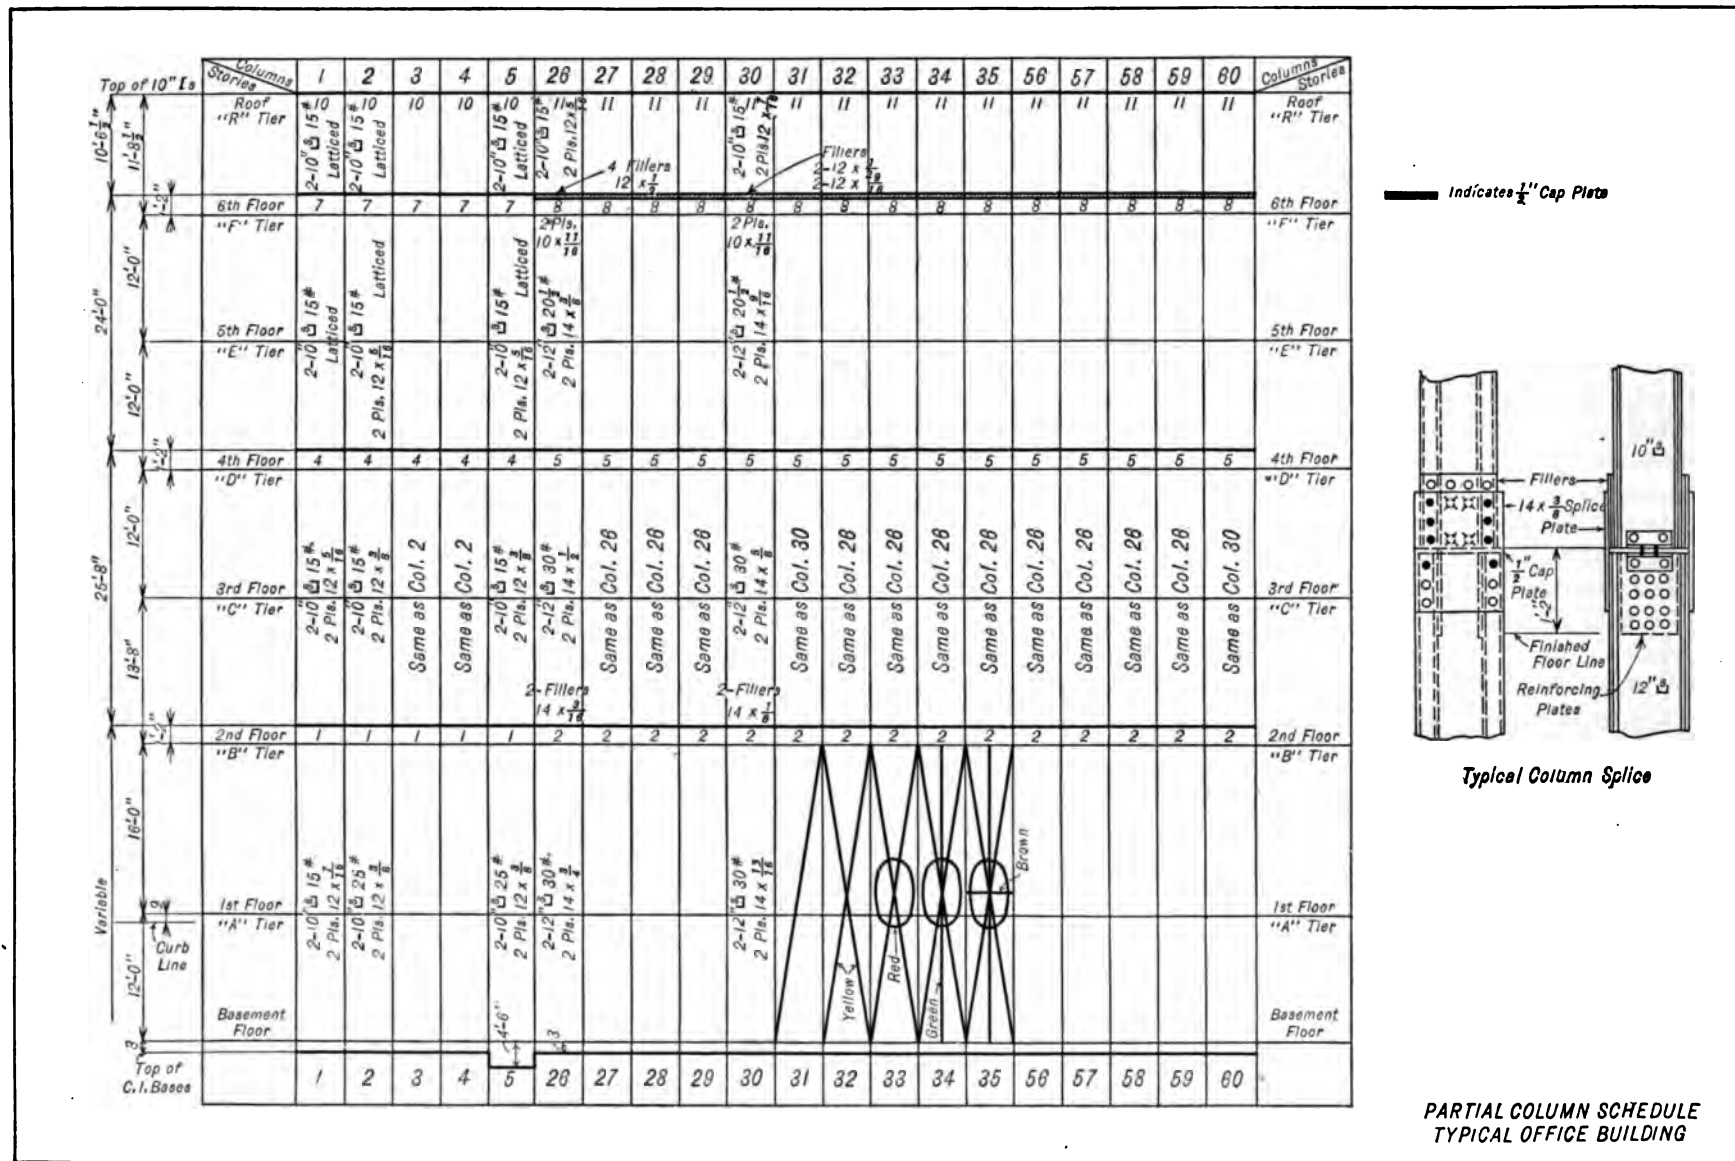 Top of 10" Is
Columns
Stories
1 2 3 4 5 26 27 28 29 30 31 32 33 34 35 56 57 58 59 60
Columns
Stories
Roof
"R" Tier
10 10 10 10 10 11 11 11 11 11 11 11 11 11 11 11 11 11 11 11
Roof
"R" Tier
10'-6½"
11'-8½"
2-10" 15#
Latticed
2-10" 15#
Latticed
2-10" 15#
Latticed
2-10" 15#
2 Pls. 12 x 5/16
2-10" 15#
2 Pls. 12 x 7/16
4 Fillers
12 x ½
Fillers
2-12 x
2-12 x
1'-2"
6th Floor
7 7 7 7 7 8 8 8 8 8 8 8 8 8 8 8 8 8 8 8
6th Floor
"F" Tier
"F" Tier
2 Pls.
10 x 11/16
2 Pls.
10 x 11/16
24'-0"
12'-0"
12'-0"
2-10" 15#
Latticed
2-10" 15# Latticed
2 Pls. 12 x 5/16
2-10" 15# Latticed
2 Pls. 12 x 5/16
2-12" 20½#
2 Pls. 14 x 3/8
2-12" 20½#
2 Pls. 14 x 9/16
5th Floor
"E" Tier
5th Floor
"E" Tier
1'-2"
4th Floor
4 4 4 4 4 5 5 5 5 5 5 5 5 5 5 5 5 5 5 5
4th Floor
"D" Tier
"D" Tier
25'-8"
12'-0"
13'-8"
2-10" 15#
2 Pls. 12 x 5/16
2-10" 15#
2 Pls. 12 x 3/8
Same as Col. 2
Same as Col. 2
2-10" 15#
2 Pls. 12 x 3/8
2-12" 30#
2 Pls. 14 x ½
Same as Col. 26
Same as Col. 26
Same as Col. 26
2-12" 30#
2 Pls. 14 x 5/8
Same as Col. 30
Same as Col. 26
Same as Col. 26
Same as Col. 26
Same as Col. 26
Same as Col. 26
Same as Col. 26
Same as Col. 26
Same as Col. 26
Same as Col. 30
3rd Floor
"C" Tier
3rd Floor
"C" Tier
2-Fillers
14 x 3/16
2-Fillers
14 x 1/8
1'-2"
2nd Floor
1 1 1 1 1 2 2 2 2 2 2 2 2 2 2 2 2 2 2 2
2nd Floor
"B" Tier
"B" Tier
Variable
16'-0"
2-10" 15#
2 Pls. 12 x 7/16
2-10" 25#
2 Pls. 12 x 3/8
2-10" 25#
2 Pls. 12 x 3/8
2-12" 30#
2 Pls. 14 x 3/4
2-12" 30#
2 Pls. 14 x 13/16
Brown
Yellow
Red
Green
9"
1st Floor
"A" Tier
1st Floor
"A" Tier
Curb
Line
12'-0"
Basement
Floor
4'-6"
3
Basement
Floor
3"
Top of
C.I. Bases
1 2 3 4 5 26 27 28 29 30 31 32 33 34 35 56 57 58 59 60
Indicates ½" Cap Plate
10"
Fillers
14 x 3/8 Splice
Plate
½" Cap
Plate
Finished
Floor Line
Reinforcing
Plates
12"
Typical Column Splice
PARTIAL COLUMN SCHEDULE
TYPICAL OFFICE BUILDING